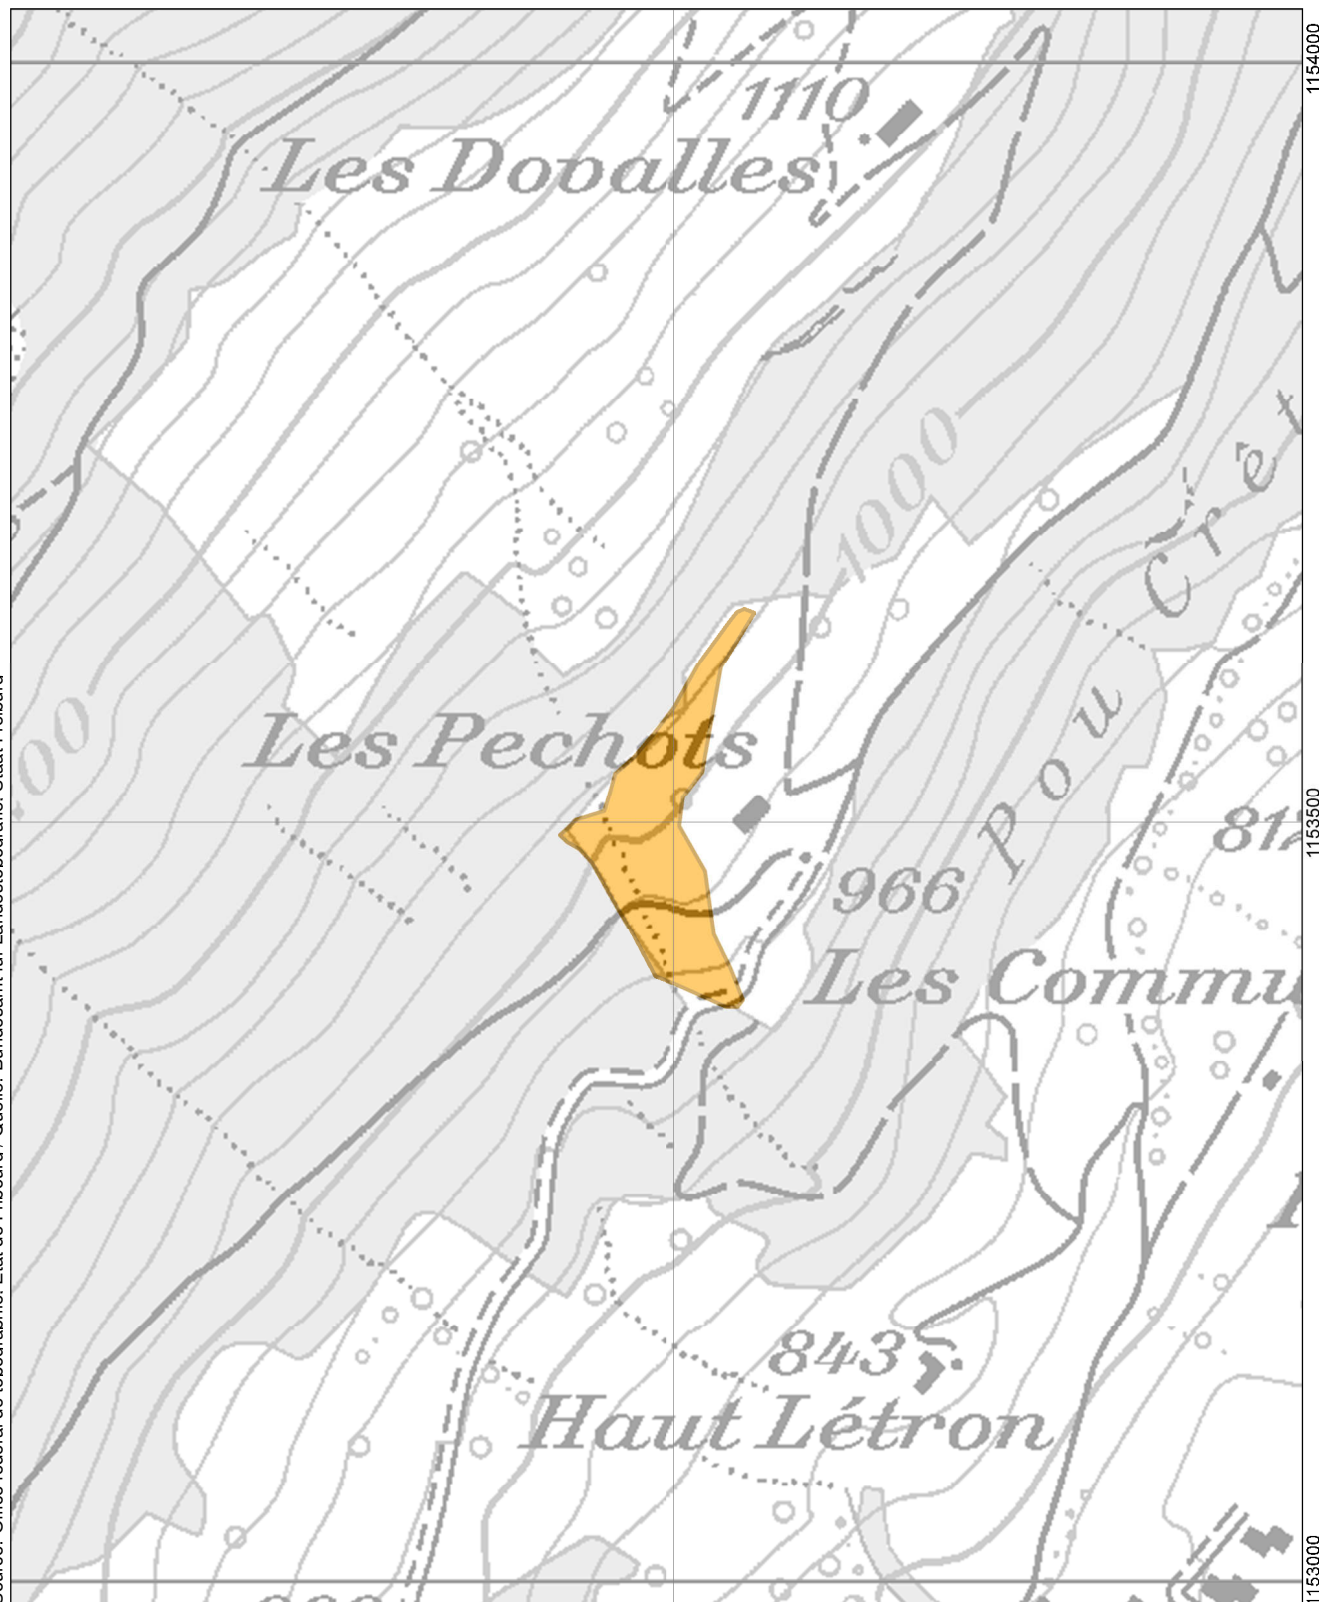 1154000
1110
Les Dovalles
1000
Crêt
Les Pechots
Pou
1153500
966
Les Commu
843
Haut Létron
1153000